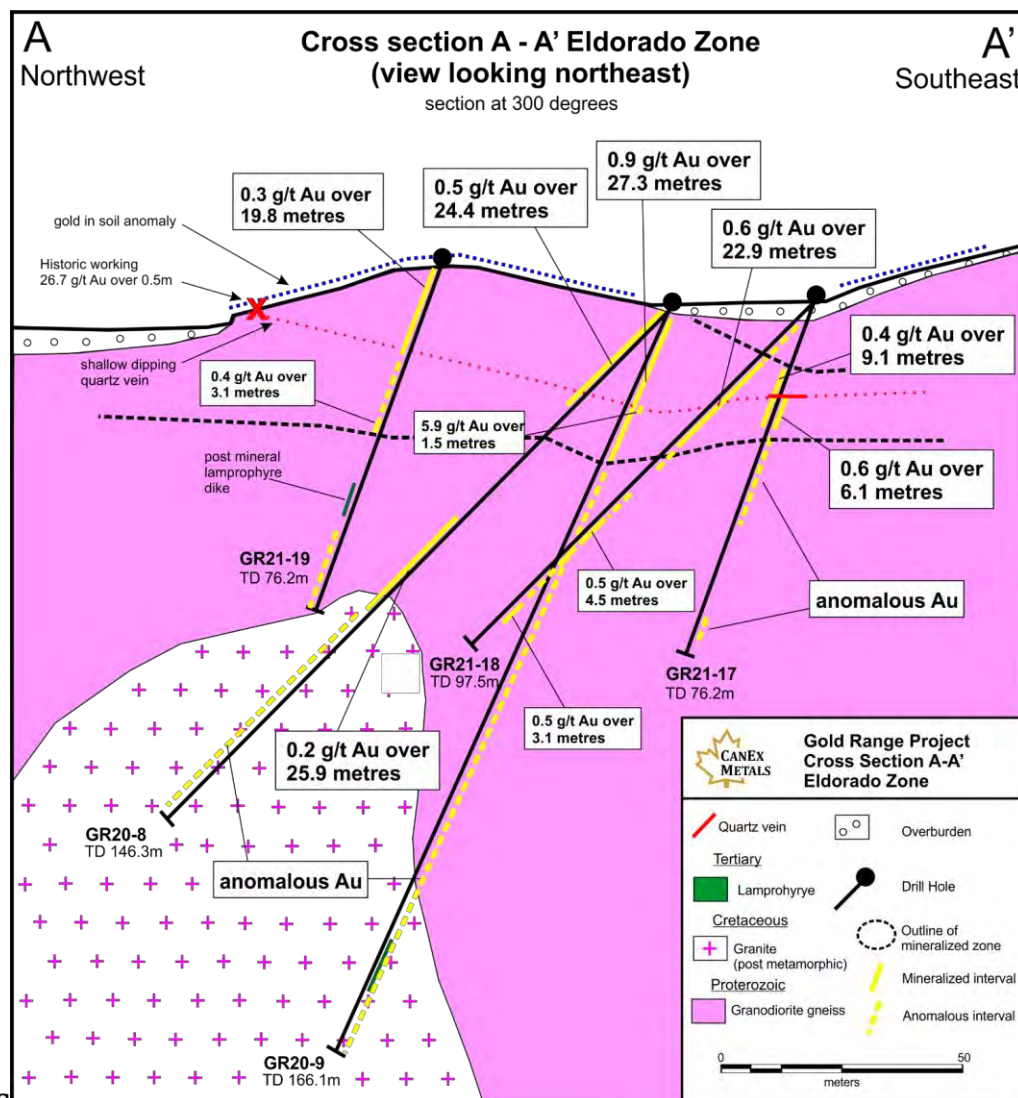 A
Northwest
Cross section A - A' Eldorado Zone
(view looking northeast)
section at 300 degrees
A'
Southeast
0.3 g/t Au over
19.8 metres
0.5 g/t Au over
24.4 metres
0.9 g/t Au over
27.3 metres
0.6 g/t Au over
22.9 metres
gold in soil anomaly
Historic working
26.7 g/t Au over 0.5m
X
shallow dipping
quartz vein
0.4 g/t Au over
3.1 metres
5.9 g/t Au over
1.5 metres
0.4 g/t Au over
9.1 metres
post mineral
lamprophyre
dike
0.6 g/t Au over
6.1 metres
GR21-19
TD 76.2m
0.5 g/t Au over
4.5 metres
anomalous Au
GR21-18
TD 97.5m
GR21-17
TD 76.2m
0.5 g/t Au over
3.1 metres
0.2 g/t Au over
25.9 metres
GR20-8
TD 146.3m
anomalous Au
GR20-9
TD 166.1m
CANEX
METALS
Gold Range Project
Cross Section A-A'
Eldorado Zone
Quartz vein
Overburden
Tertiary
Lamprohyrye
Drill Hole
Cretaceous
Granite
(post metamorphic)
Outline of
mineralized zone
Proterozoic
Mineralized interval
Granodiorite gneiss
Anomalous interval
0
50
meters